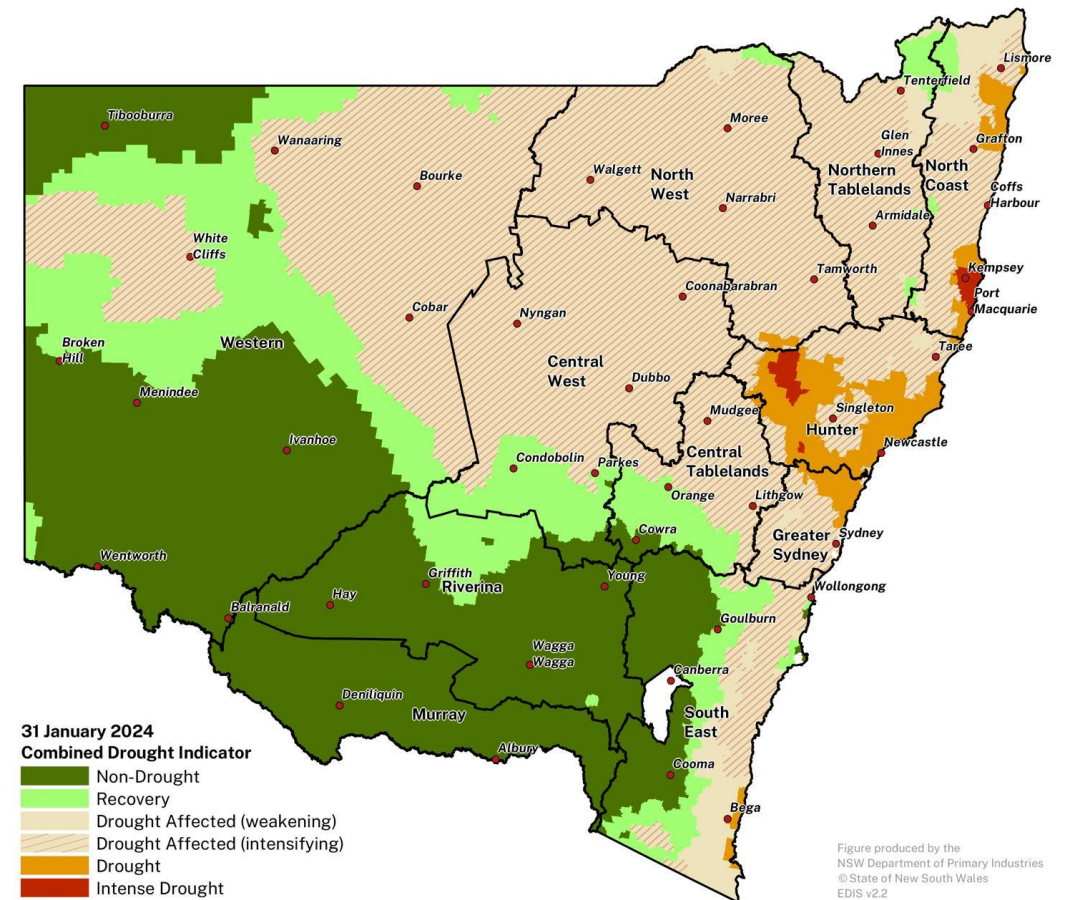 Lismore
Tenterfield
Tibooburra
Moree
Wanaaring
Glen
Innes
Grafton
Bourke
Walgett
North
West
Northern
Tablelands
North
Coast
Narrabri
Coffs
Harbour
Armidale
White
Cliffs
Kempsey
Tamworth
Coonabarabran
Port
Macquarie
Cobar
Nyngan
Broken
Hill
Western
Taree
Central
West
Dubbo
Menindee
Mudgee
Singleton
Hunter
Ivanhoe
Newcastle
Condobolin
Parkes
Central
Tablelands
Orange
Lithgow
Cowra
Greater
Sydney
Sydney
Wentworth
Griffith
Riverina
Young
Wollongong
Hay
Balranald
Goulburn
Wagga
Wagga
Canberra
Deniliquin
Murray
South
East
Albury
Cooma
Bega
31 January 2024
Combined Drought Indicator
Non-Drought
Recovery
Drought Affected (weakening)
Drought Affected (intensifying)
Drought
Intense Drought
Figure produced by the
NSW Department of Primary Industries
© State of New South Wales
EDIS v2.2